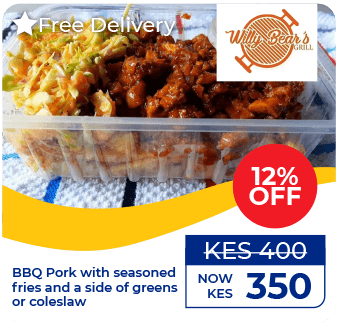 Free Delivery
Willy Bear's
GRILL
12%
OFF
KES 400
NOW
KES
350
BBQ Pork with seasoned
fries and a side of greens
or coleslaw